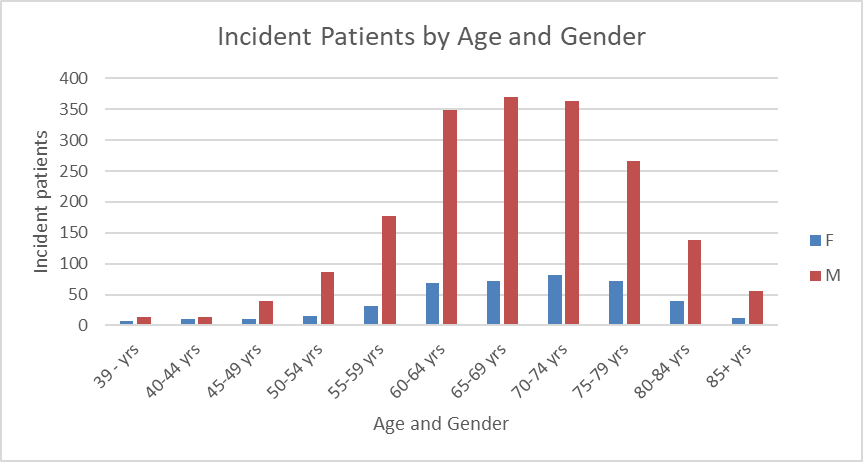 Incident Patients by Age and Gender
400
350
300
250
200
150
100
50
0
Incident patients
39 - yrs
40-44 yrs
45-49 yrs
50-54 yrs
55-59 yrs
60-64 yrs
65-69 yrs
70-74 yrs
75-79 yrs
80-84 yrs
85+ yrs
Age and Gender
F
M